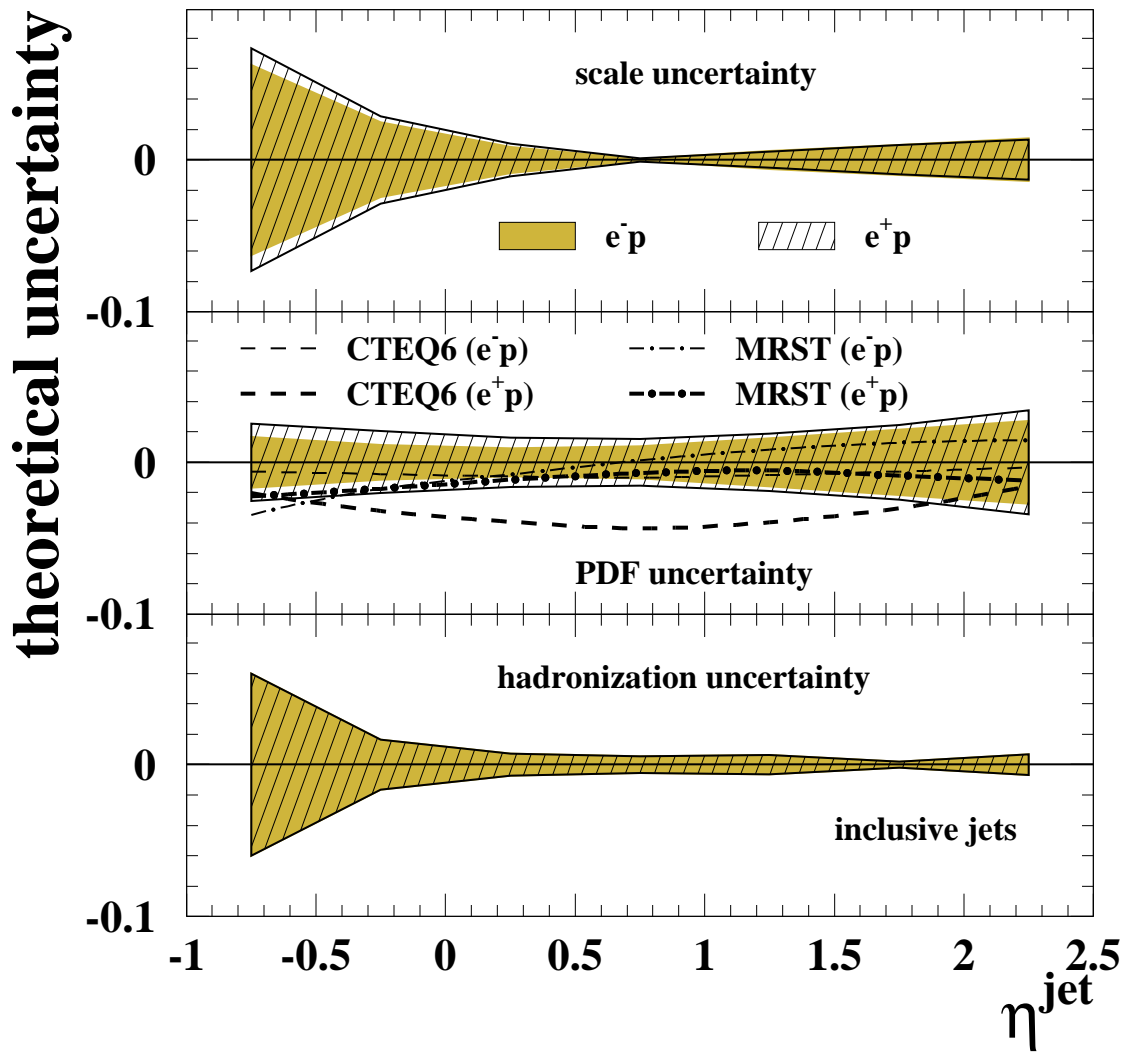 theoretical uncertainty
scale uncertainty
0
e⁻p
e⁺p
-0.1
CTEQ6 (e⁻p)
MRST (e⁻p)
CTEQ6 (e⁺p)
MRST (e⁺p)
0
PDF uncertainty
-0.1
hadronization uncertainty
0
inclusive jets
-0.1
-1 -0.5 0 0.5 1 1.5 2 2.5
η^jet